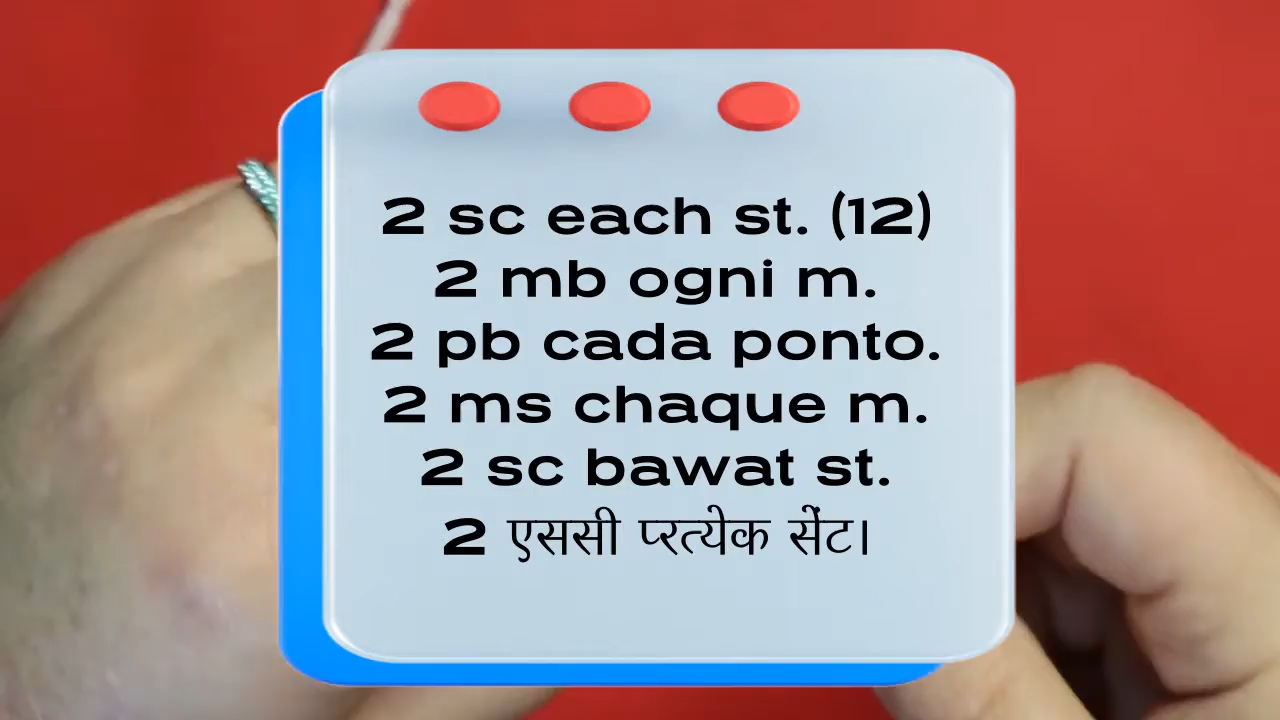 2 sc each st. (12)
2 mb ogni m.
2 pb cada ponto.
2 ms chaque m.
2 sc bawat st.
2 एससी प्रत्येक सेंट।